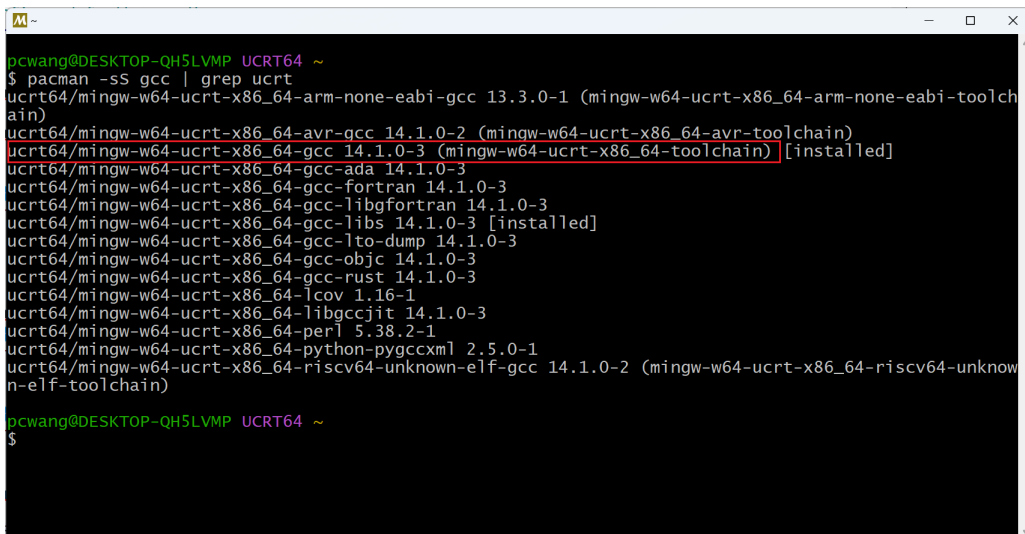 ~
pcwang@DESKTOP-QH5LVMP UCRT64 ~
$ pacman -sS gcc | grep ucrt
ucrt64/mingw-w64-ucrt-x86_64-arm-none-eabi-gcc 13.3.0-1 (mingw-w64-ucrt-x86_64-arm-none-eabi-toolch
ain)
ucrt64/mingw-w64-ucrt-x86_64-avr-gcc 14.1.0-2 (mingw-w64-ucrt-x86_64-avr-toolchain)
ucrt64/mingw-w64-ucrt-x86_64-gcc 14.1.0-3 (mingw-w64-ucrt-x86_64-toolchain) [installed]
ucrt64/mingw-w64-ucrt-x86_64-gcc-ada 14.1.0-3
ucrt64/mingw-w64-ucrt-x86_64-gcc-fortran 14.1.0-3
ucrt64/mingw-w64-ucrt-x86_64-gcc-libgfortran 14.1.0-3
ucrt64/mingw-w64-ucrt-x86_64-gcc-libs 14.1.0-3 [installed]
ucrt64/mingw-w64-ucrt-x86_64-gcc-lto-dump 14.1.0-3
ucrt64/mingw-w64-ucrt-x86_64-gcc-objc 14.1.0-3
ucrt64/mingw-w64-ucrt-x86_64-gcc-rust 14.1.0-3
ucrt64/mingw-w64-ucrt-x86_64-lcov 1.16-1
ucrt64/mingw-w64-ucrt-x86_64-libgccjit 14.1.0-3
ucrt64/mingw-w64-ucrt-x86_64-perl 5.38.2-1
ucrt64/mingw-w64-ucrt-x86_64-python-pygccxml 2.5.0-1
ucrt64/mingw-w64-ucrt-x86_64-riscv64-unknown-elf-gcc 14.1.0-2 (mingw-w64-ucrt-x86_64-riscv64-unknow
n-elf-toolchain)
pcwang@DESKTOP-QH5LVMP UCRT64 ~
$